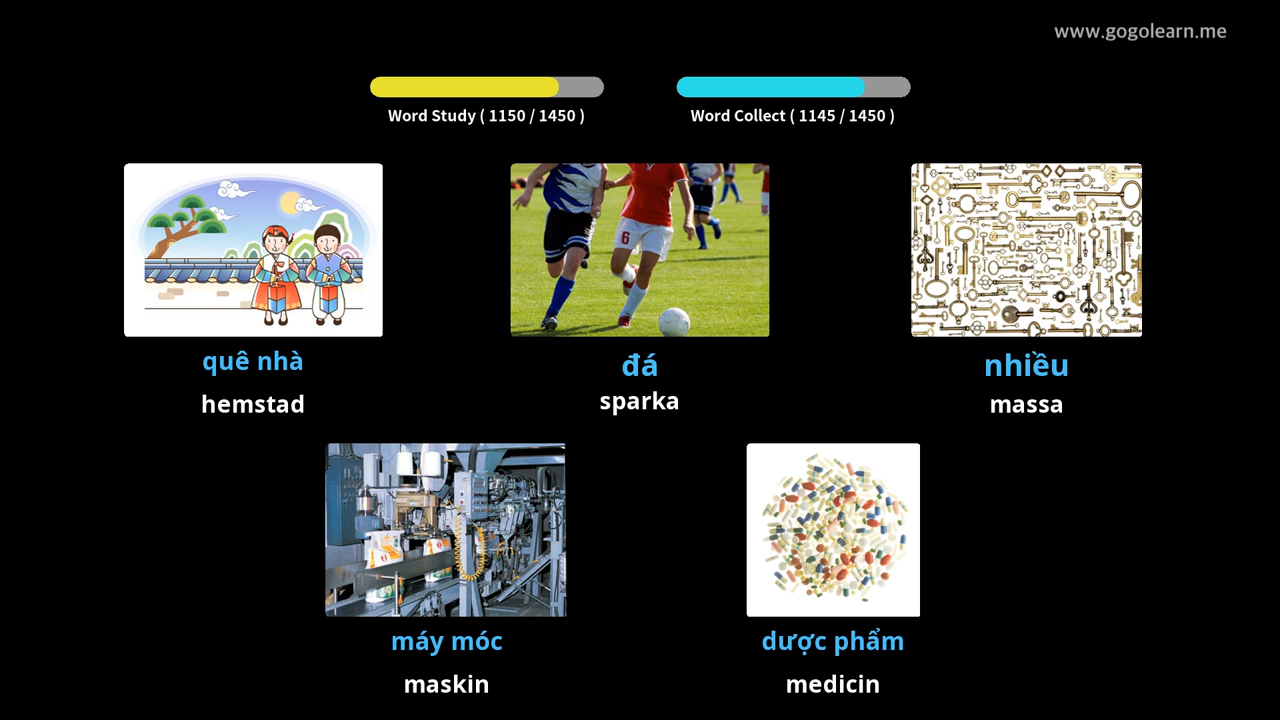 www.gogolearn.me
Word Study ( 1150 / 1450 )
Word Collect ( 1145 / 1450 )
quê nhà
hemstad
đá
sparka
nhiều
massa
máy móc
maskin
dược phẩm
medicin
6